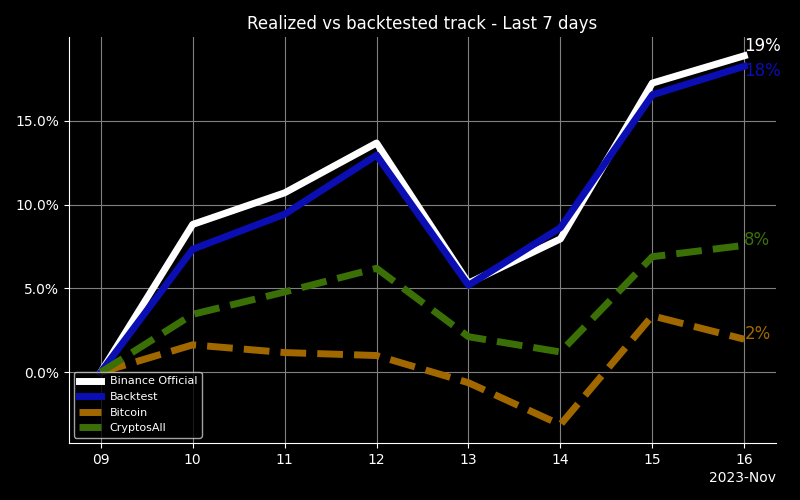 Realized vs backtested track - Last 7 days
19%
18%
15.0%
10.0%
8%
5.0%
2%
0.0%
Binance Official
Backtest
Bitcoin
CryptosAll
09 10 11 12 13 14 15 16
2023-Nov